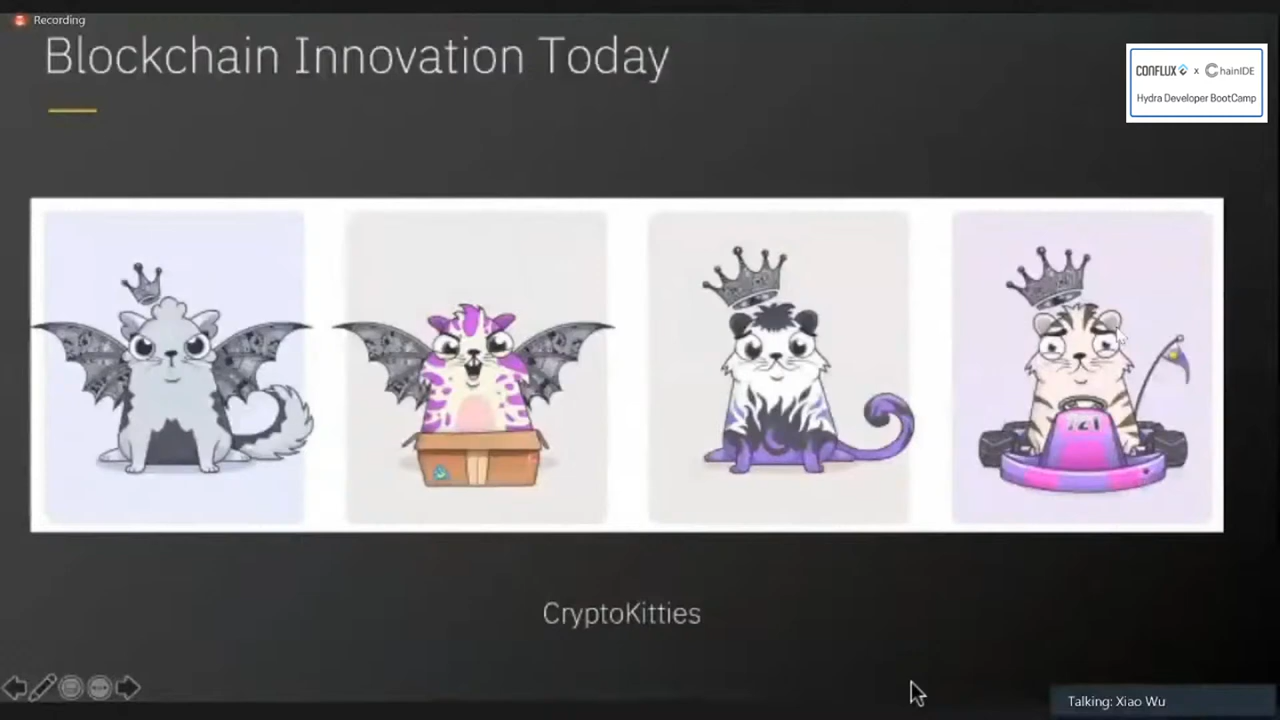 Recording
Blockchain Innovation Today
CONFLUX x ChainIDE
Hydra Developer BootCamp
CryptoKitties
Talking: Xiao Wu